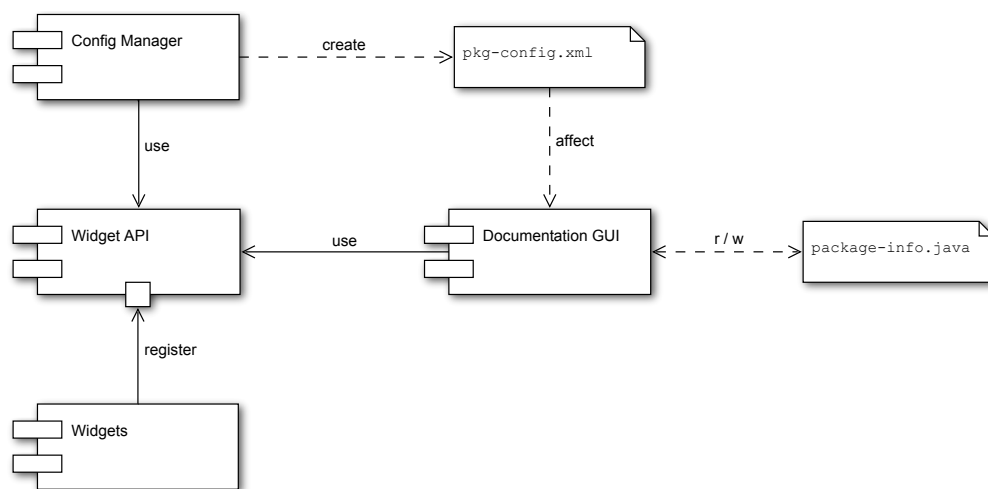 Config Manager
create
pkg-config.xml
use
affect
Widget API
use
Documentation GUI
r / w
package-info.java
register
Widgets